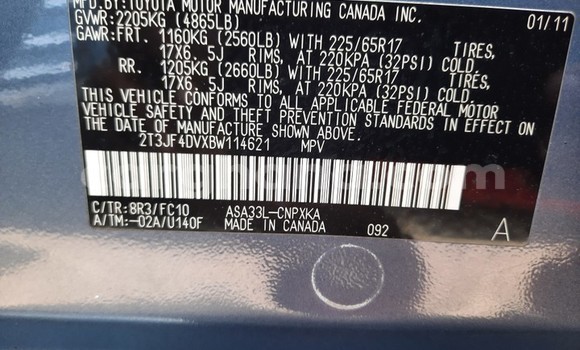 MFD.BY:TOYOTA MOTOR MANUFACTURING CANADA INC.
GVWR:2205KG (4865LB) 01/11
GAWR:FRT. 1160KG (2560LB) WITH 225/65R17 TIRES,
17X6. 5J RIMS, AT 220KPA (32PSI) COLD.
RR. 1205KG (2660LB) WITH 225/65R17 TIRES,
17X6. 5J RIMS, AT 220KPA (32PSI) COLD.
THIS VEHICLE CONFORMS TO ALL APPLICABLE FEDERAL MOTOR
VEHICLE SAFETY AND THEFT PREVENTION STANDARDS IN EFFECT ON
THE DATE OF MANUFACTURE SHOWN ABOVE.
2T3JF4DVXBW114621 MPV
C/TR:8R3/FC10 ASA33L-CNPXKA
A/TM:-02A/U140F MADE IN CANADA 092 A